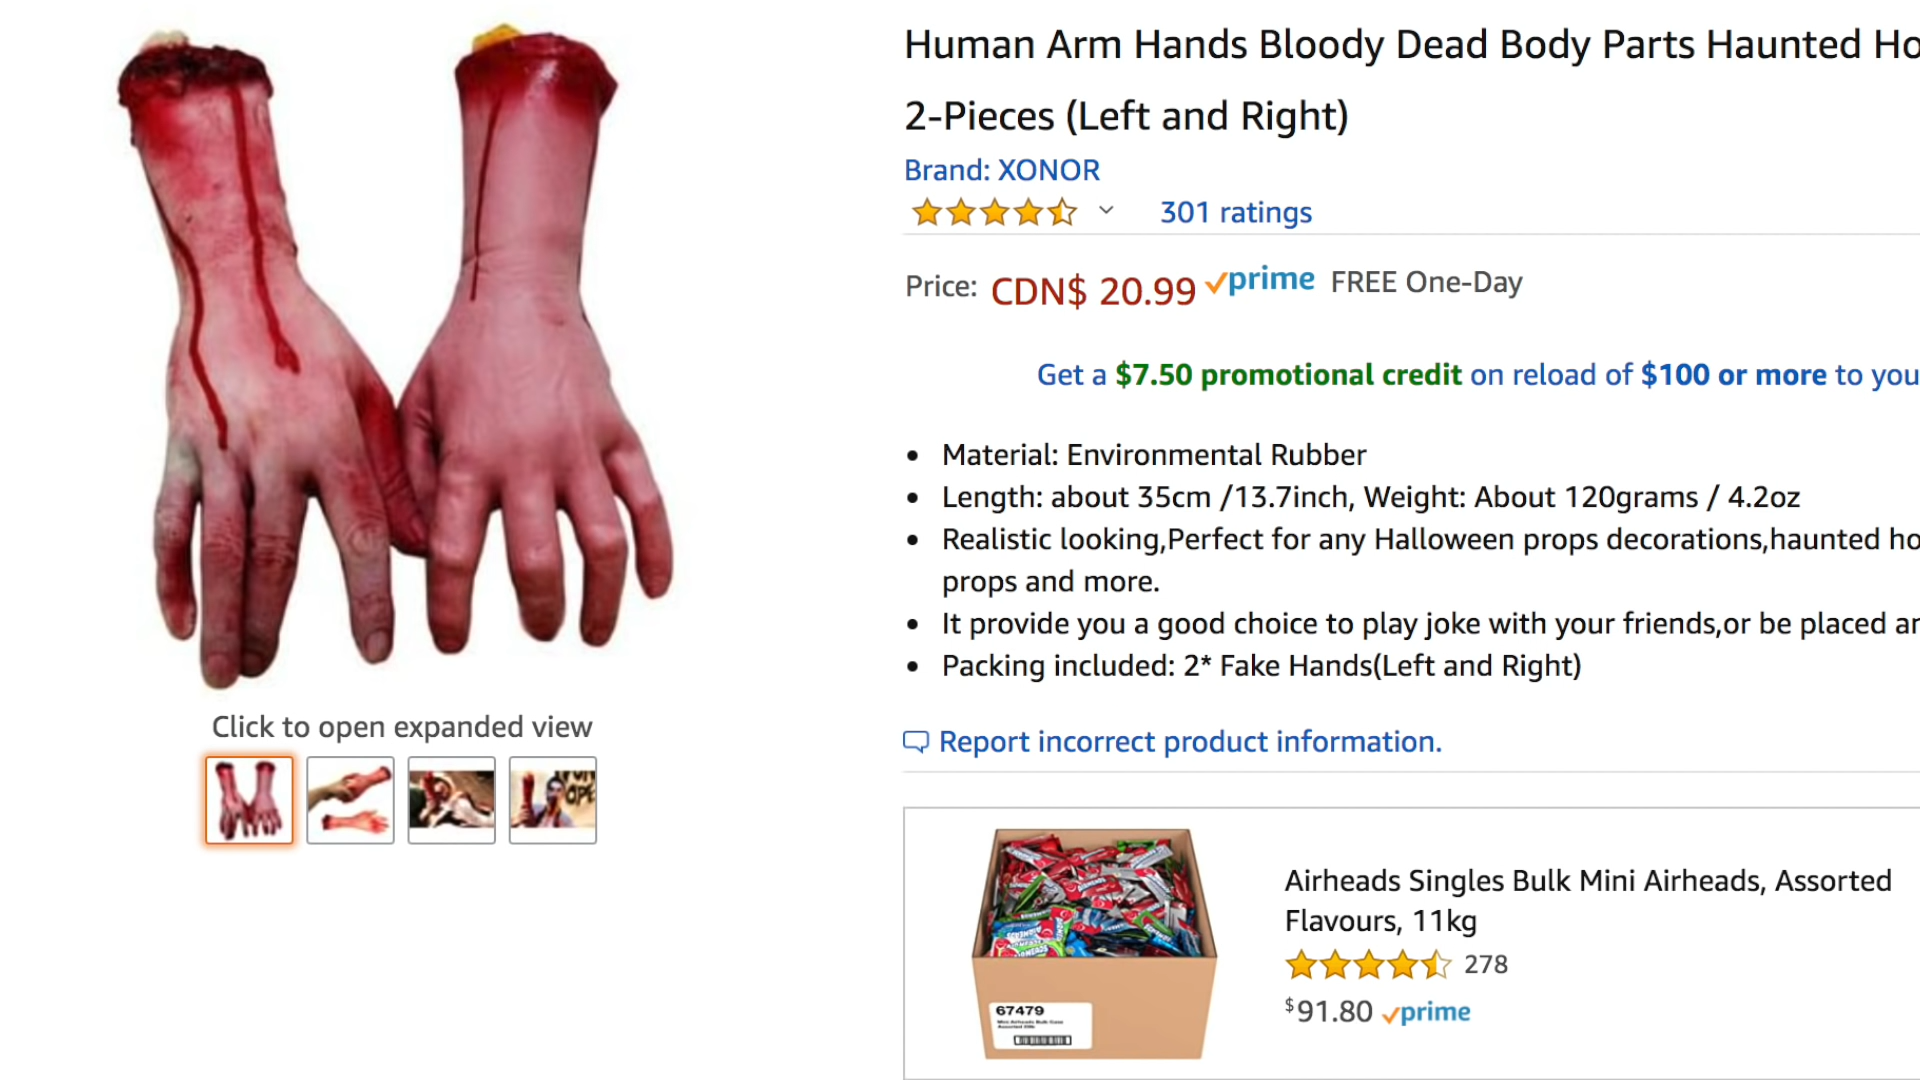 Human Arm Hands Bloody Dead Body Parts Haunted Ho
2-Pieces (Left and Right)
Brand: XONOR
301 ratings
Price: CDN$ 20.99 prime FREE One-Day
Get a $7.50 promotional credit on reload of $100 or more to you
• Material: Environmental Rubber
• Length: about 35cm /13.7inch, Weight: About 120grams / 4.2oz
• Realistic looking,Perfect for any Halloween props decorations,haunted ho
props and more.
• It provide you a good choice to play joke with your friends,or be placed ar
• Packing included: 2* Fake Hands(Left and Right)
Report incorrect product information.
Click to open expanded view
OPE
Airheads Singles Bulk Mini Airheads, Assorted
Flavours, 11kg
278
$91.80 prime
67479